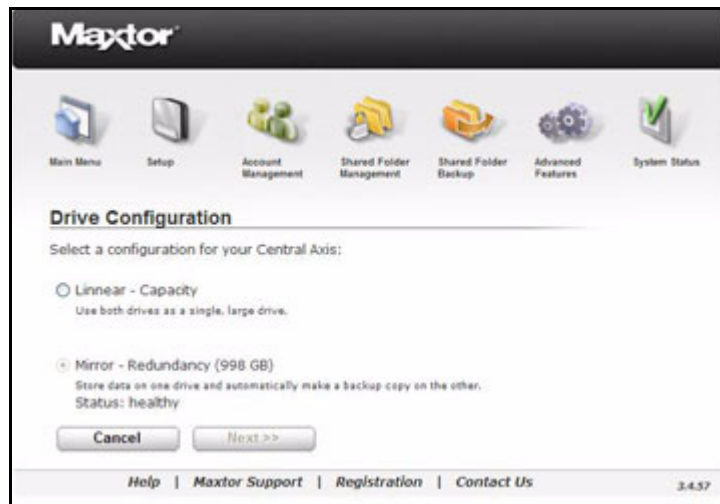 Maxtor
Main Menu
Setup
Account Management
Shared Folder Management
Shared Folder Backup
Advanced Features
System Status
Drive Configuration
Select a configuration for your Central Axis:
Linnear - Capacity
Use both drives as a single, large drive.
Mirror - Redundancy (998 GB)
Store data on one drive and automatically make a backup copy on the other.
Status: healthy
Cancel
Next >>
Help | Maxtor Support | Registration | Contact Us
3.4.57